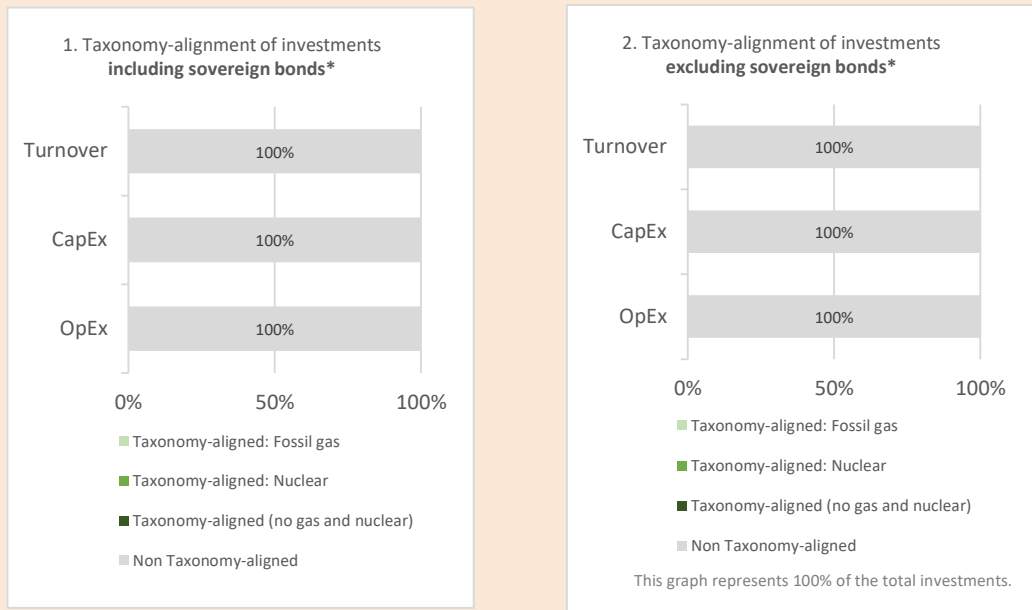 1. Taxonomy-alignment of investments
including sovereign bonds*
Turnover
100%
CapEx
100%
OpEx
100%
0% 50% 100%
Taxonomy-aligned: Fossil gas
Taxonomy-aligned: Nuclear
Taxonomy-aligned (no gas and nuclear)
Non Taxonomy-aligned
2. Taxonomy-alignment of investments
excluding sovereign bonds*
Turnover
100%
CapEx
100%
OpEx
100%
0% 50% 100%
Taxonomy-aligned: Fossil gas
Taxonomy-aligned: Nuclear
Taxonomy-aligned (no gas and nuclear)
Non Taxonomy-aligned
This graph represents 100% of the total investments.